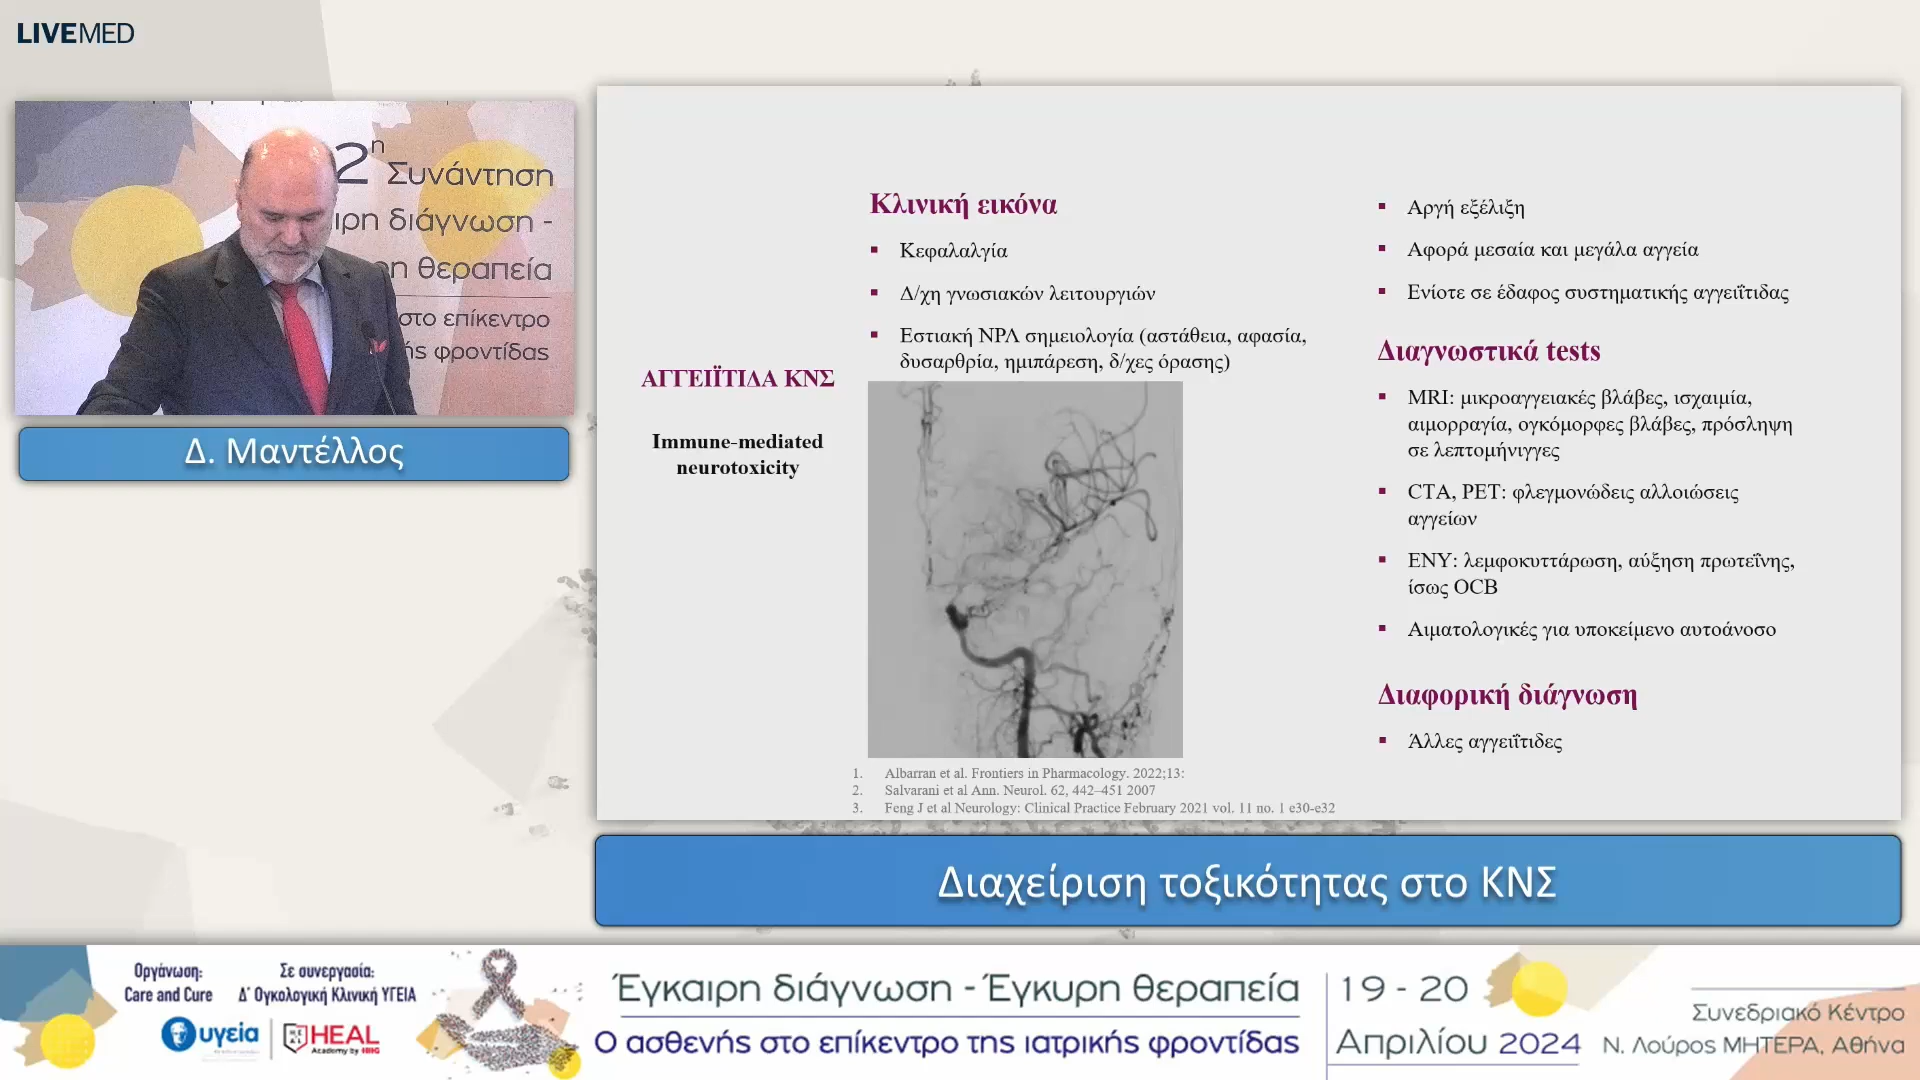 LIVEMED
2η
Συνάντηση
ιρη διάγνωση -
ρη θεραπεία
στο επίκεντρο
ής φροντίδας
Δ. Μαντέλλος
ΑΓΓΕΙΪΤΙΔΑ ΚΝΣ
Immune-mediated
neurotoxicity
Κλινική εικόνα
▪ Κεφαλαλγία
▪ Δ/χη γνωσιακών λειτουργιών
▪ Εστιακή ΝΡΛ σημειολογία (αστάθεια, αφασία,
δυσαρθρία, ημιπάρεση, δ/χες όρασης)
1. Albarran et al. Frontiers in Pharmacology. 2022;13:
2. Salvarani et al Ann. Neurol. 62, 442–451 2007
3. Feng J et al Neurology: Clinical Practice February 2021 vol. 11 no. 1 e30-e32
▪ Αργή εξέλιξη
▪ Αφορά μεσαία και μεγάλα αγγεία
▪ Ενίοτε σε έδαφος συστηματικής αγγειΐτιδας
Διαγνωστικά tests
▪ MRI: μικροαγγειακές βλάβες, ισχαιμία,
αιμορραγία, ογκόμορφες βλάβες, πρόσληψη
σε λεπτομήνιγγες
▪ CTA, PET: φλεγμονώδεις αλλοιώσεις
αγγείων
▪ ΕΝΥ: λεμφοκυττάρωση, αύξηση πρωτεΐνης,
ίσως OCB
▪ Αιματολογικές για υποκείμενο αυτοάνοσο
Διαφορική διάγνωση
▪ Άλλες αγγειΐτιδες
Διαχείριση τοξικότητας στο ΚΝΣ
Οργάνωση:
Care and Cure
Σε συνεργασία:
Δ΄ Ογκολογική Κλινική ΥΓΕΙΑ
υγεία
HEAL
Academy by HHG
Έγκαιρη διάγνωση - Έγκυρη θεραπεία
Ο ασθενής στο επίκεντρο της ιατρικής φροντίδας
19 - 20
Απριλίου 2024
Συνεδριακό Κέντρο
Ν. Λούρος ΜΗΤΕΡΑ, Αθήνα